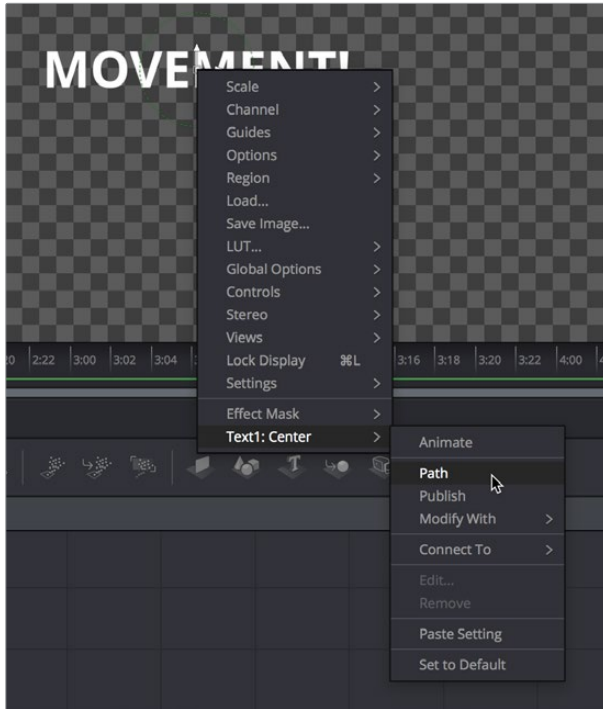 MOVEMENT!
Scale
Channel
Guides
Options
Region
Load...
Save Image...
LUT...
Global Options
Controls
Stereo
Views
Lock Display ⌘L
Settings
Effect Mask
Text1: Center
2:22 3:00 3:02 3:04 3:16 3:18 3:20 3:22 4:00
Animate
Path
Publish
Modify With
Connect To
Edit...
Remove
Paste Setting
Set to Default